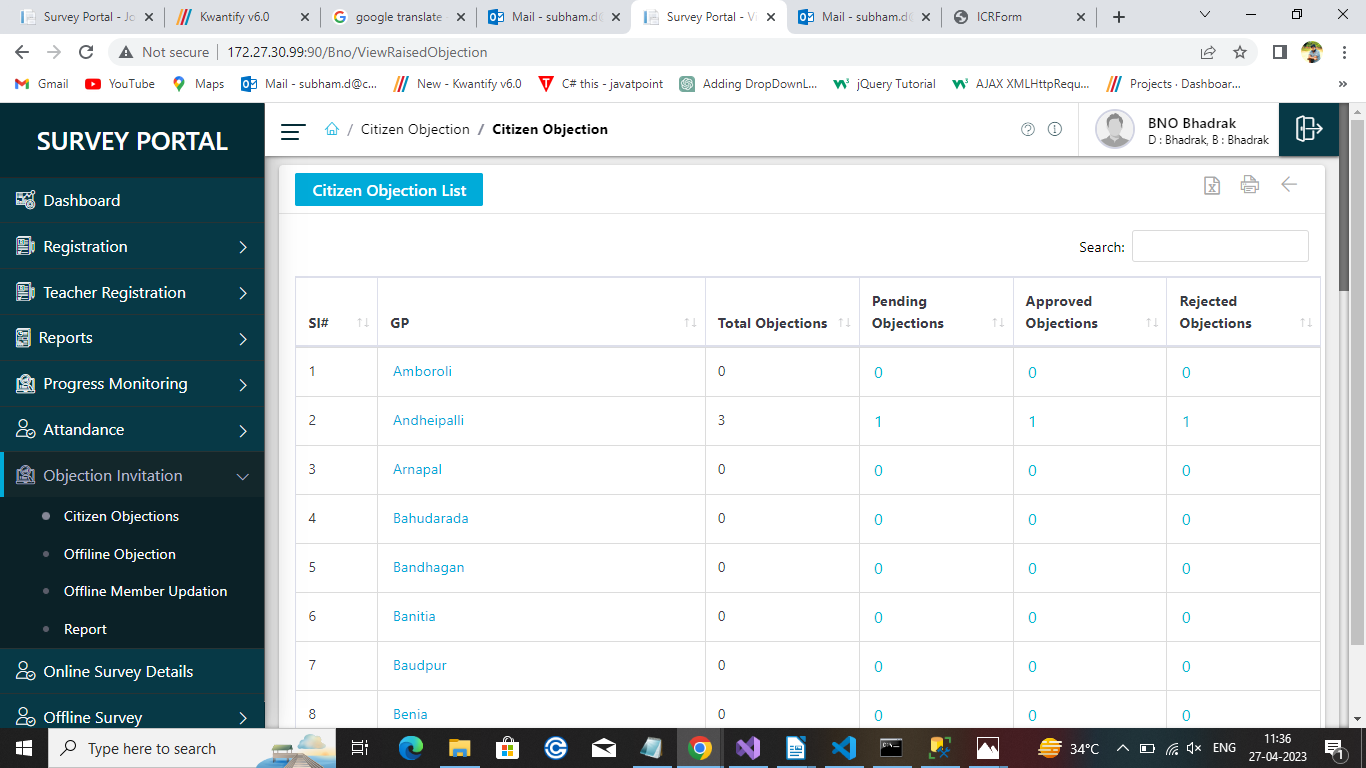 Survey Portal - Jo
Kwantify v6.0
google translate
Mail - subham.d@
Survey Portal - Vi
Mail - subham.d@
ICRForm
Not secure
172.27.30.99:90/Bno/ViewRaisedObjection
Gmail
YouTube
Maps
Mail - subham.d@c...
New - Kwantify v6.0
C# this - javatpoint
Adding DropDownL...
jQuery Tutorial
AJAX XMLHttpRequ...
Projects · Dashboar...
SURVEY PORTAL
Dashboard
Registration
Teacher Registration
Reports
Progress Monitoring
Attandance
Objection Invitation
Citizen Objections
Offiline Objection
Offline Member Updation
Report
Online Survey Details
Offline Survey
/ Citizen Objection / Citizen Objection
BNO Bhadrak
D : Bhadrak, B : Bhadrak
Citizen Objection List
Search:
Sl# GP Total Objections Pending Objections Approved Objections Rejected Objections
1 Amboroli 0 0 0 0
2 Andheipalli 3 1 1 1
3 Arnapal 0 0 0 0
4 Bahudarada 0 0 0 0
5 Bandhagan 0 0 0 0
6 Banitia 0 0 0 0
7 Baudpur 0 0 0 0
8 Benia 0 0 0 0
Type here to search
34°C
ENG
11:36
27-04-2023
1